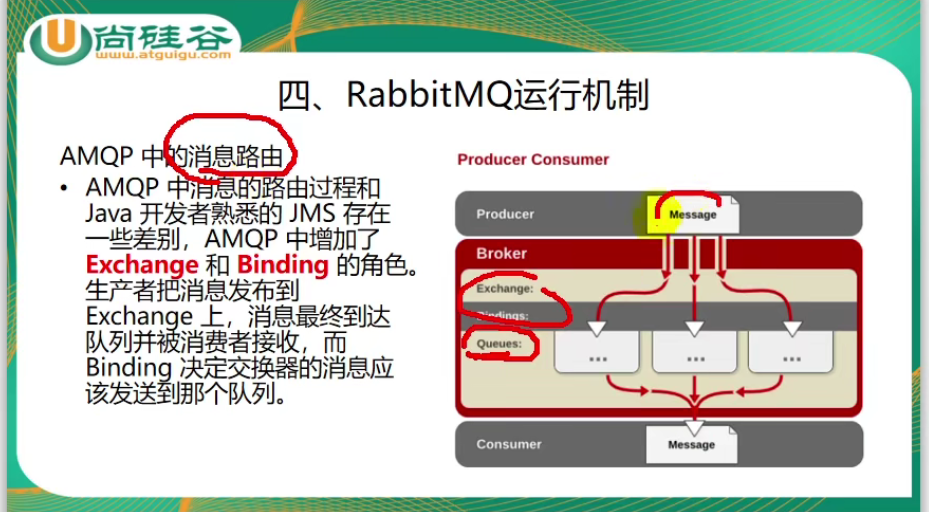 尚硅谷
www.atguigu.com
四、RabbitMQ运行机制
AMQP 中的消息路由
• AMQP 中消息的路由过程和
Java 开发者熟悉的 JMS 存在
一些差别，AMQP 中增加了
Exchange 和 Binding 的角色。
生产者把消息发布到
Exchange 上，消息最终到达
队列并被消费者接收，而
Binding 决定交换器的消息应
该发送到那个队列。
Producer Consumer
Producer
Message
Broker
Exchange:
Bindings:
Queues:
... ... ...
Consumer
Message